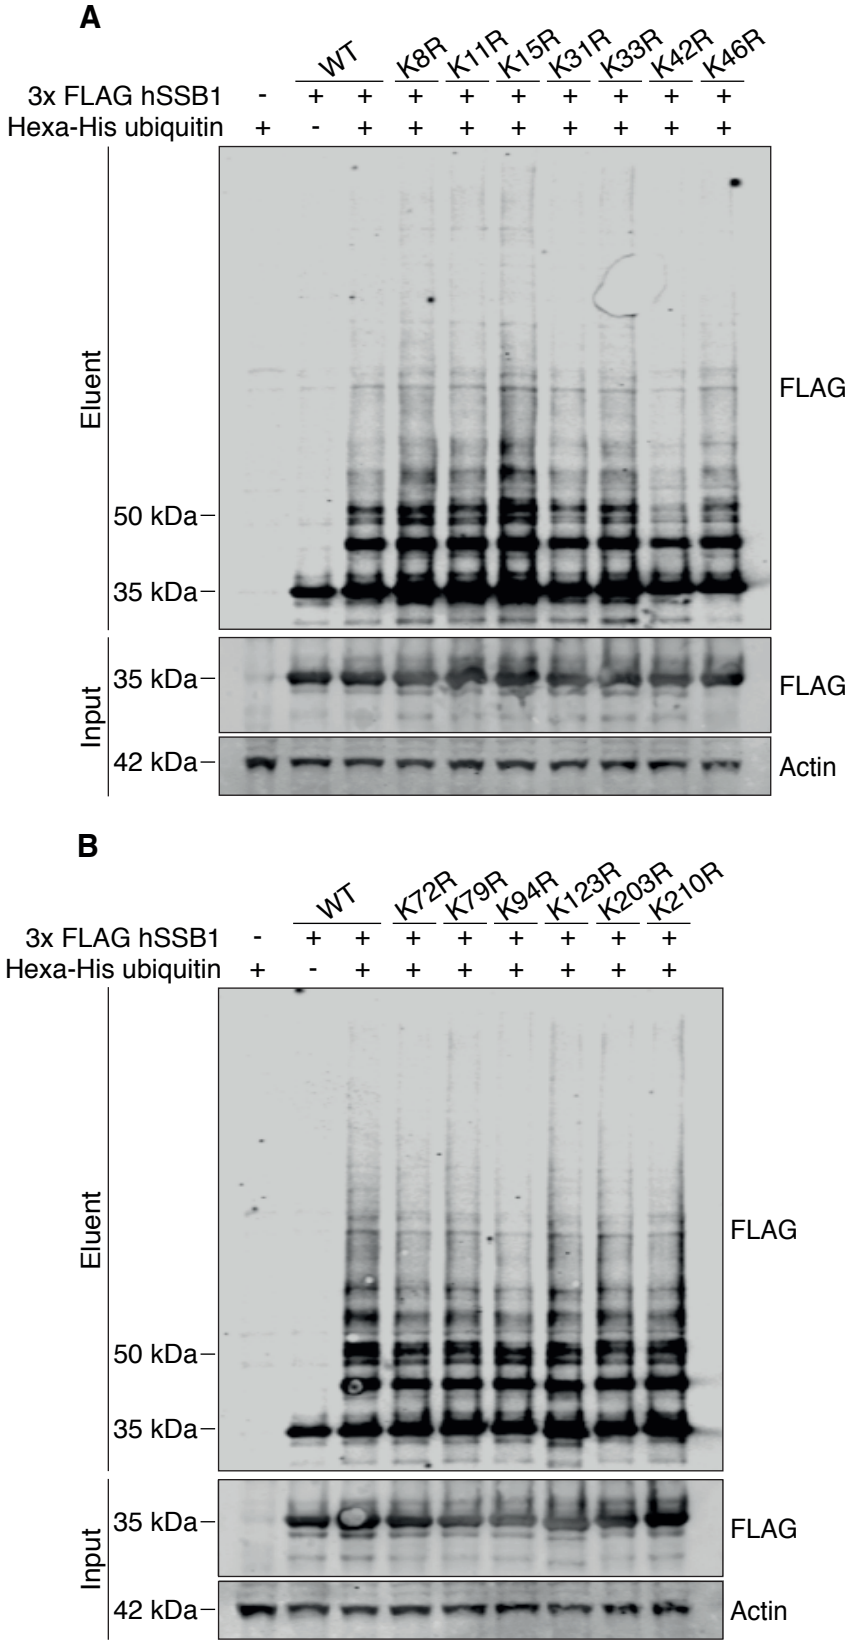 A
WT K8R K11R K15R K31R K33R K42R K46R
3x FLAG hSSB1 - + + + + + + + + +
Hexa-His ubiquitin + - + + + + + + + +
Eluent
FLAG
50 kDa
35 kDa
Input
35 kDa
FLAG
42 kDa
Actin
B
WT K72R K79R K94R K123R K203R K210R
3x FLAG hSSB1 - + + + + + + + +
Hexa-His ubiquitin + - + + + + + + +
Eluent
FLAG
50 kDa
35 kDa
Input
35 kDa
FLAG
42 kDa
Actin